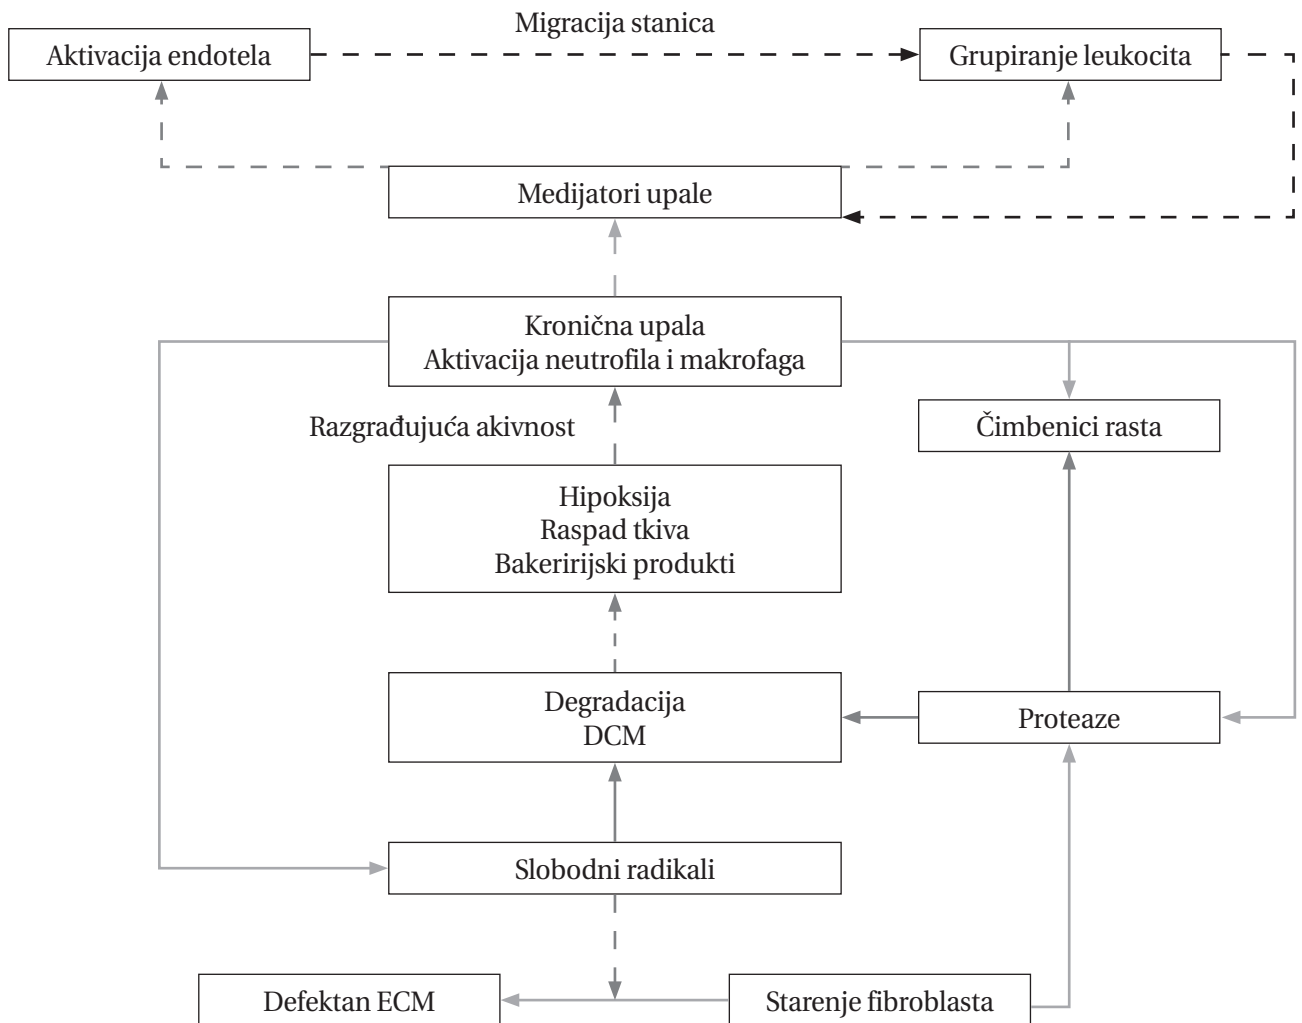 Migracija stanica
Aktivacija endotela
Grupiranje leukocita
Medijatori upale
Kronična upala
Aktivacija neutrofila i makrofaga
Razgrađujuća akivnost
Čimbenici rasta
Hipoksija
Raspad tkiva
Bakeririjski produkti
Degradacija
DCM
Proteaze
Slobodni radikali
Defektan ECM
Starenje fibroblasta